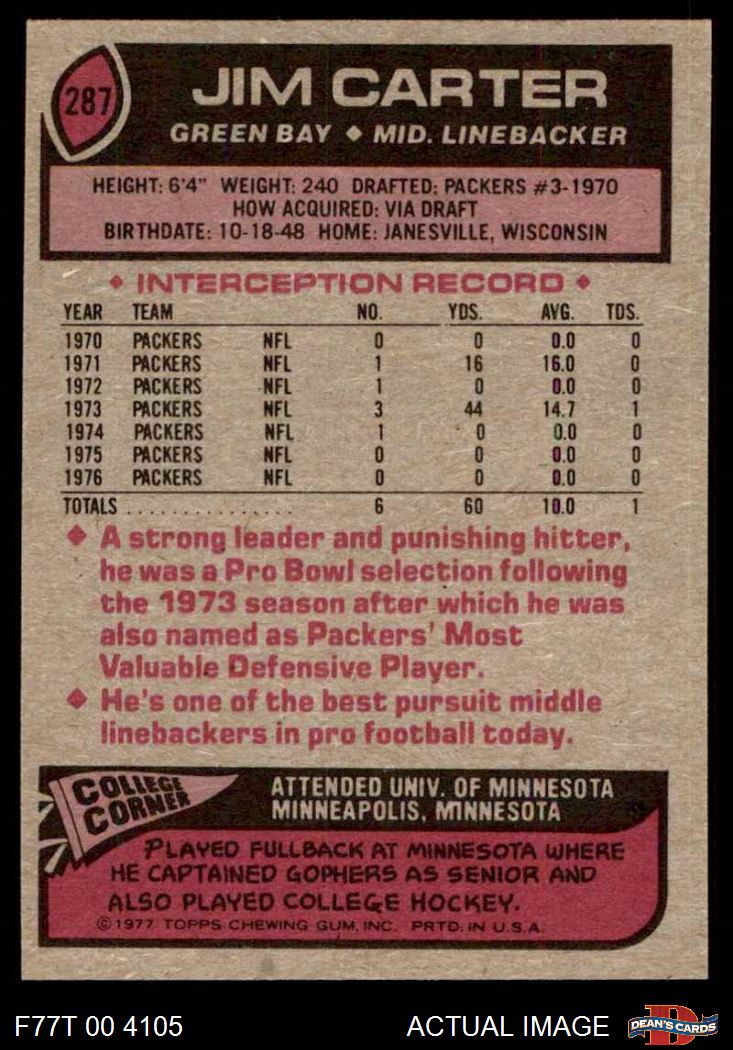 287
JIM CARTER
GREEN BAY ◆ MID. LINEBACKER
HEIGHT: 6'4" WEIGHT: 240 DRAFTED: PACKERS #3-1970
HOW ACQUIRED: VIA DRAFT
BIRTHDATE: 10-18-48 HOME: JANESVILLE, WISCONSIN
◆ INTERCEPTION RECORD ◆
YEAR TEAM NO. YDS. AVG. TDS.
1970 PACKERS NFL 0 0 0.0 0
1971 PACKERS NFL 1 16 16.0 0
1972 PACKERS NFL 1 0 0.0 0
1973 PACKERS NFL 3 44 14.7 1
1974 PACKERS NFL 1 0 0.0 0
1975 PACKERS NFL 0 0 0.0 0
1976 PACKERS NFL 0 0 0.0 0
TOTALS . . . . . . . . . . . . . . . 6 60 10.0 1
◆ A strong leader and punishing hitter,
he was a Pro Bowl selection following
the 1973 season after which he was
also named as Packers' Most
Valuable Defensive Player.
◆ He's one of the best pursuit middle
linebackers in pro football today.
COLLEGE
CORNER
ATTENDED UNIV. OF MINNESOTA
MINNEAPOLIS, MINNESOTA
PLAYED FULLBACK AT MINNESOTA WHERE
HE CAPTAINED GOPHERS AS SENIOR AND
ALSO PLAYED COLLEGE HOCKEY.
© 1977 TOPPS CHEWING GUM, INC. PRTD. IN U.S.A.
F77T 00 4105
ACTUAL IMAGE
D
DEAN'S CARDS